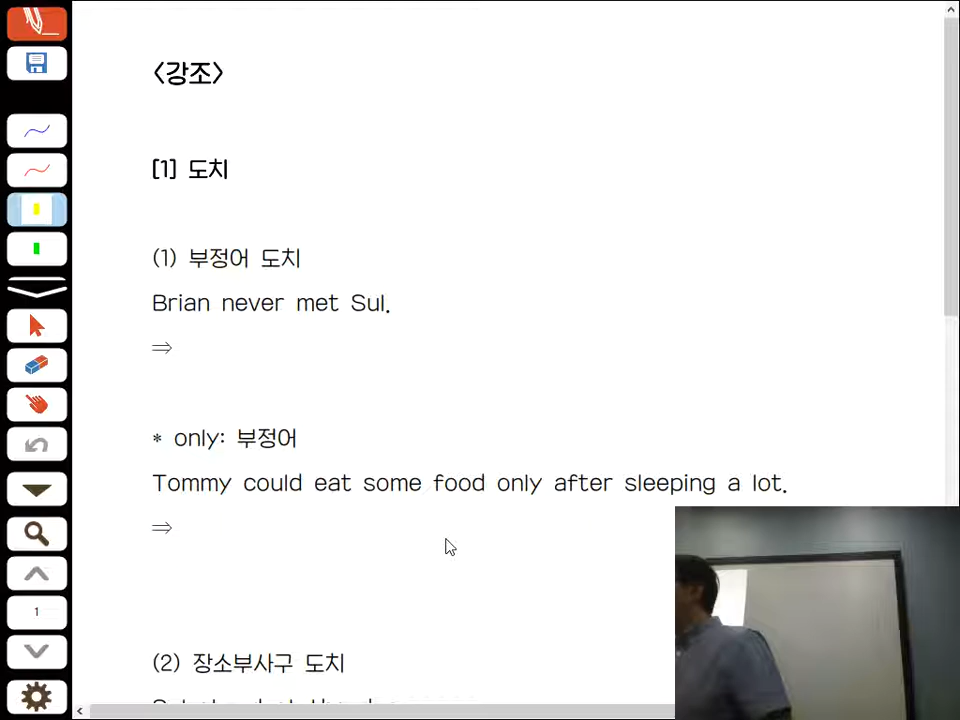 <강조>
[1] 도치
(1) 부정어 도치
Brian never met Sul.
⇒
* only: 부정어
Tommy could eat some food only after sleeping a lot.
⇒
(2) 장소부사구 도치
1